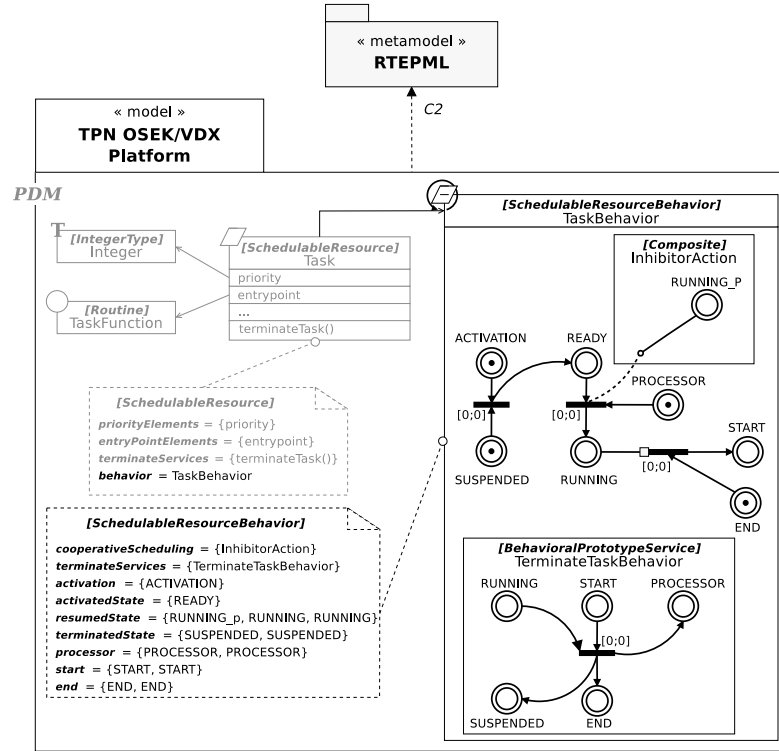 « metamodel »
RTEPML
C2
« model »
TPN OSEK/VDX
Platform
PDM
T
[IntegerType]
Integer
[Routine]
TaskFunction
[SchedulableResource]
Task
priority
entrypoint
...
terminateTask()
[SchedulableResource]
priorityElements = {priority}
entryPointElements = {entrypoint}
terminateServices = {terminateTask()}
behavior = TaskBehavior
[SchedulableResourceBehavior]
cooperativeScheduling = {InhibitorAction}
terminateServices = {TerminateTaskBehavior}
activation = {ACTIVATION}
activatedState = {READY}
resumedState = {RUNNING_p, RUNNING, RUNNING}
terminatedState = {SUSPENDED, SUSPENDED}
processor = {PROCESSOR, PROCESSOR}
start = {START, START}
end = {END, END}
[SchedulableResourceBehavior]
TaskBehavior
[Composite]
InhibitorAction
RUNNING_P
ACTIVATION
READY
PROCESSOR
[0;0]
[0;0]
START
[0;0]
SUSPENDED
RUNNING
END
[BehavioralPrototypeService]
TerminateTaskBehavior
RUNNING
START
PROCESSOR
[0;0]
SUSPENDED
END